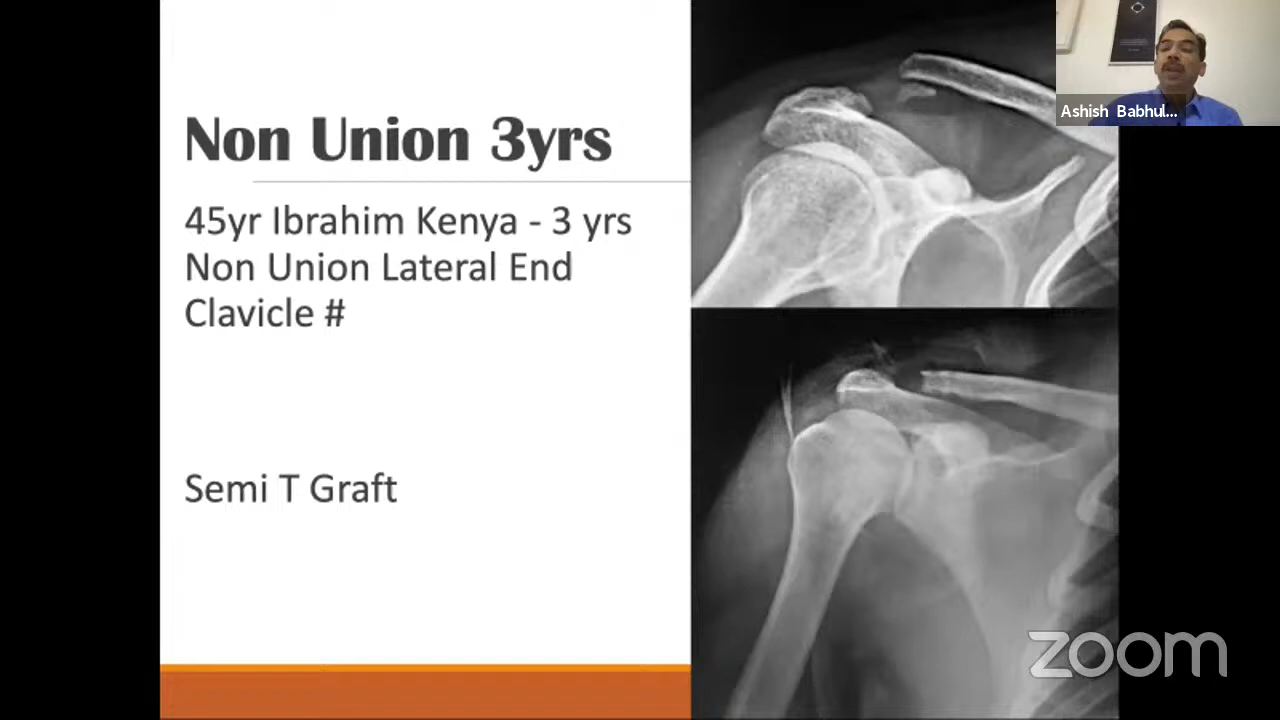 Non Union 3yrs
45yr Ibrahim Kenya - 3 yrs
Non Union Lateral End
Clavicle #
Semi T Graft
Ashish Babhul...
zoom